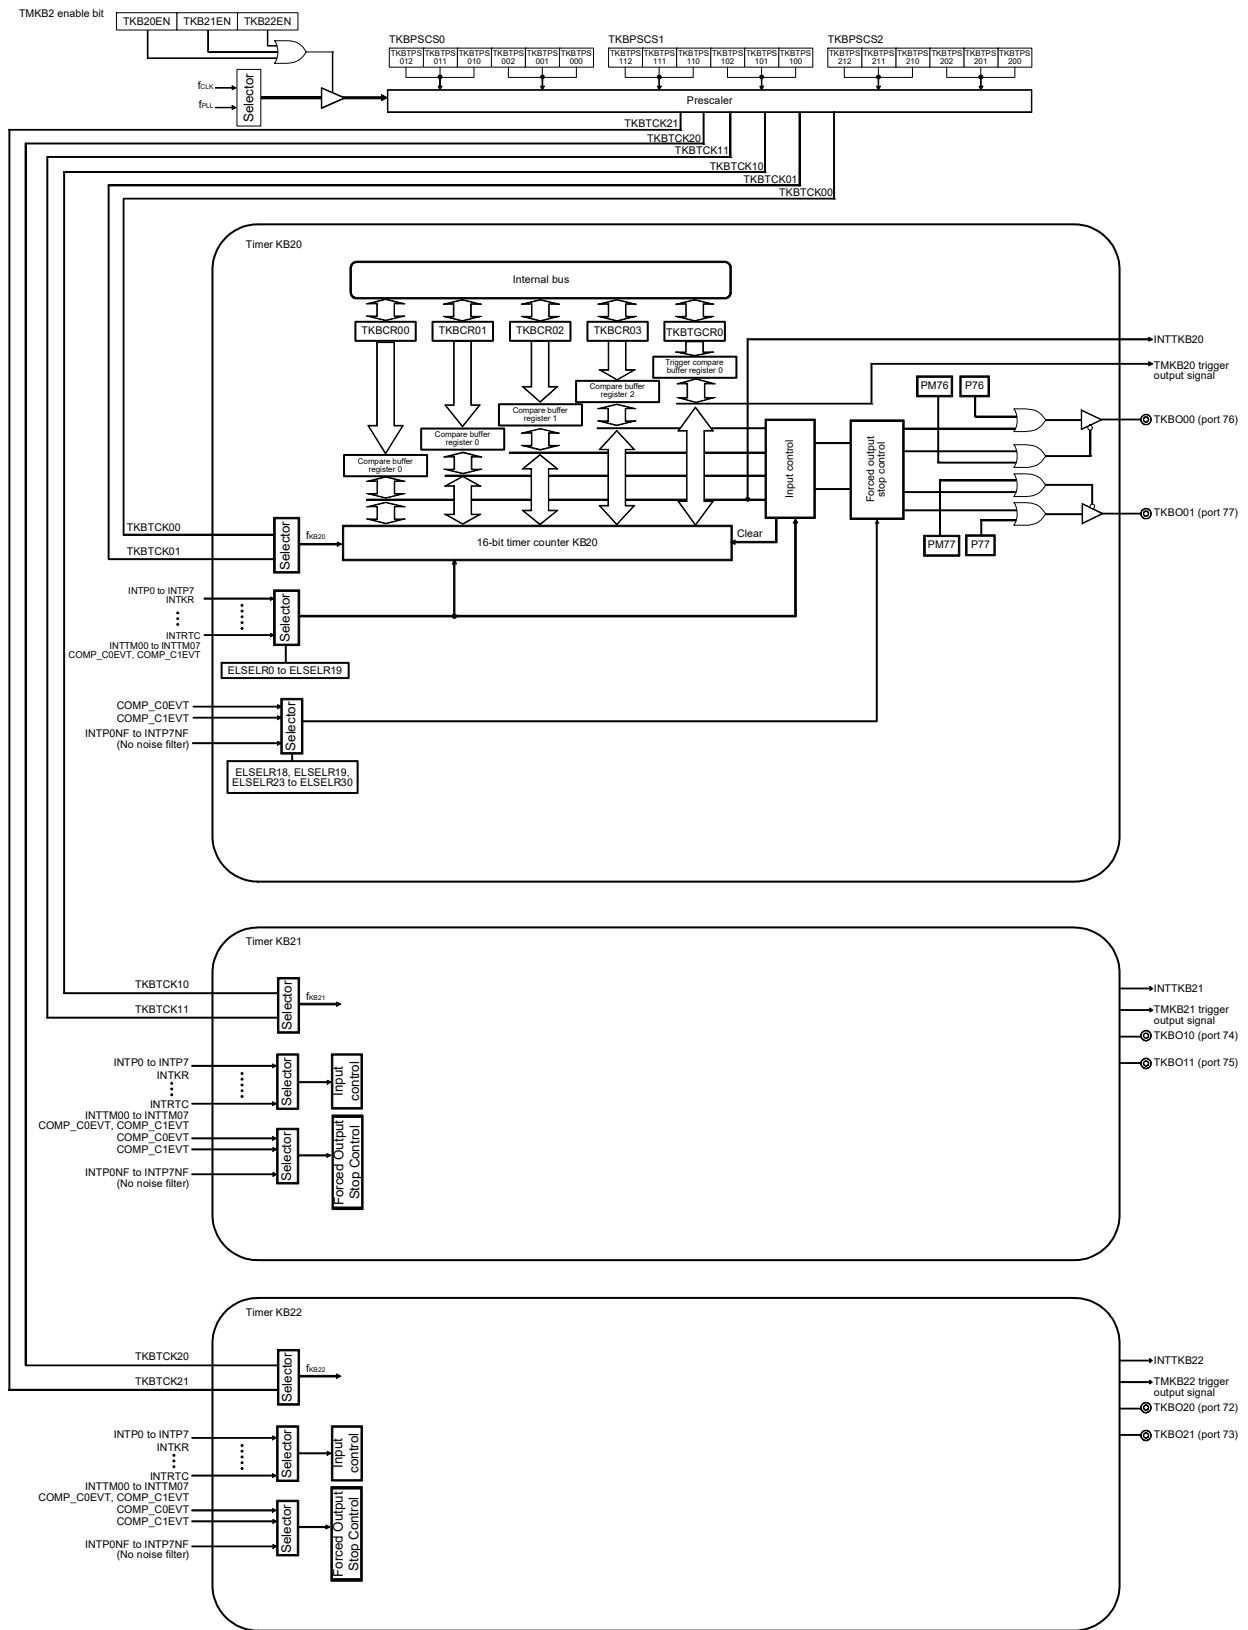 TMKB2 enable bit
TKB20EN TKB21EN TKB22EN
TKBPSCS0
TKBTPS 012
TKBTPS 011
TKBTPS 010
TKBTPS 002
TKBTPS 001
TKBTPS 000
TKBPSCS1
TKBTPS 112
TKBTPS 111
TKBTPS 110
TKBTPS 102
TKBTPS 101
TKBTPS 100
TKBPSCS2
TKBTPS 212
TKBTPS 211
TKBTPS 210
TKBTPS 202
TKBTPS 201
TKBTPS 200
fCLK
fPLL
Selector
Prescaler
TKBTCK21
TKBTCK20
TKBTCK11
TKBTCK10
TKBTCK01
TKBTCK00
Timer KB20
Internal bus
TKBCR00
TKBCR01
TKBCR02
TKBCR03
TKBTGCR0
Trigger compare
buffer register 0
Compare buffer
register 2
Compare buffer
register 1
Compare buffer
register 0
Compare buffer
register 0
Input control
Forced output
stop control
PM76
P76
PM77
P77
INTTKB20
TMKB20 trigger
output signal
TKBO00 (port 76)
TKBO01 (port 77)
TKBTCK00
TKBTCK01
Selector
fKB20
16-bit timer counter KB20
Clear
INTP0 to INTP7
INTKR
INTRTC
INTTM00 to INTTM07
COMP_C0EVT, COMP_C1EVT
Selector
ELSELR0 to ELSELR19
COMP_C0EVT
COMP_C1EVT
INTP0NF to INTP7NF
(No noise filter)
Selector
ELSELR18, ELSELR19,
ELSELR23 to ELSELR30
Timer KB21
TKBTCK10
TKBTCK11
Selector
fKB21
INTP0 to INTP7
INTKR
INTRTC
INTTM00 to INTTM07
COMP_C0EVT, COMP_C1EVT
Selector
Input
control
COMP_C0EVT
COMP_C1EVT
INTP0NF to INTP7NF
(No noise filter)
Selector
Forced Output
Stop Control
INTTKB21
TMKB21 trigger
output signal
TKBO10 (port 74)
TKBO11 (port 75)
Timer KB22
TKBTCK20
TKBTCK21
Selector
fKB22
INTP0 to INTP7
INTKR
INTRTC
INTTM00 to INTTM07
COMP_C0EVT, COMP_C1EVT
Selector
Input
control
COMP_C0EVT
COMP_C1EVT
INTP0NF to INTP7NF
(No noise filter)
Selector
Forced Output
Stop Control
INTTKB22
TMKB22 trigger
output signal
TKBO20 (port 72)
TKBO21 (port 73)